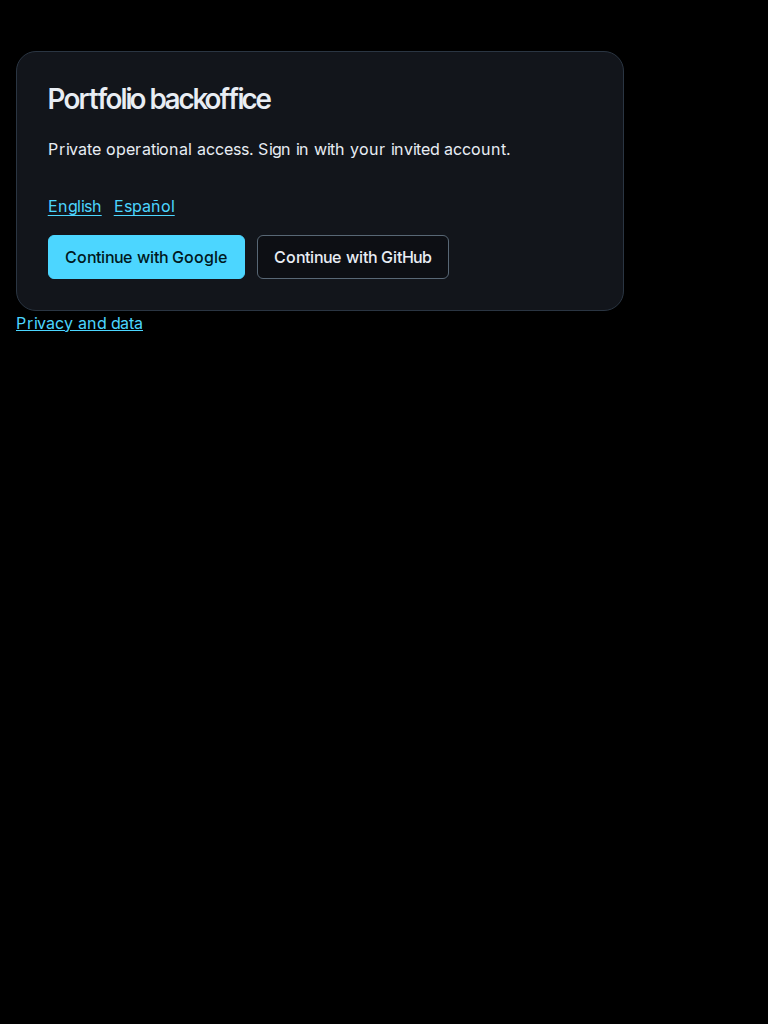 Portfolio backoffice
Private operational access. Sign in with your invited account.
English Español
Continue with Google Continue with GitHub
Privacy and data